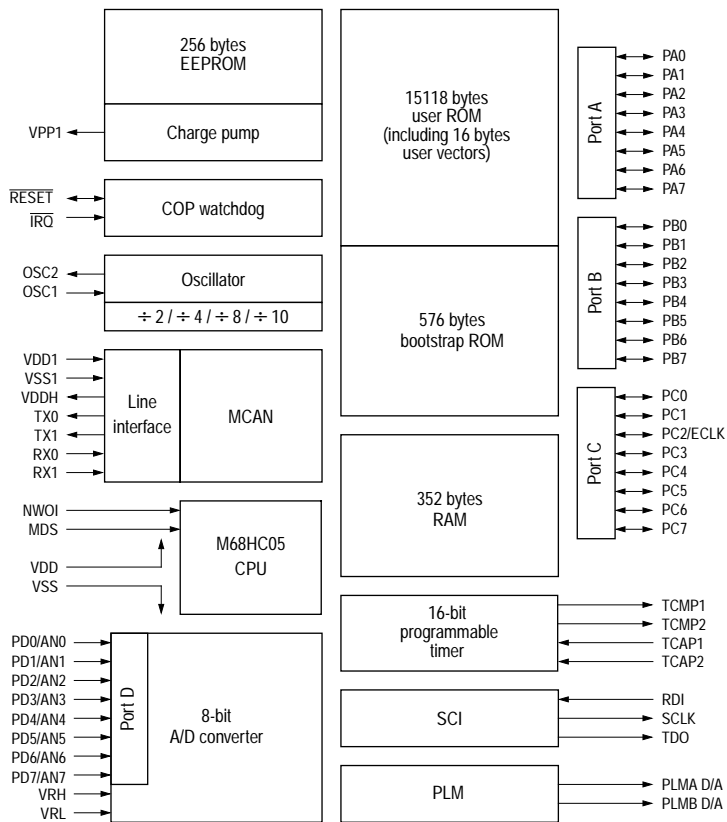 256 bytes
EEPROM
Charge pump
VPP1
RESET
IRQ
COP watchdog
OSC2
OSC1
Oscillator
÷ 2 / ÷ 4 / ÷ 8 / ÷ 10
VDD1
VSS1
VDDH
TX0
TX1
RX0
RX1
Line
interface
MCAN
NWOI
MDS
VDD
VSS
M68HC05
CPU
PD0/AN0
PD1/AN1
PD2/AN2
PD3/AN3
PD4/AN4
PD5/AN5
PD6/AN6
PD7/AN7
VRH
VRL
Port D
8-bit
A/D converter
15118 bytes
user ROM
(including 16 bytes
user vectors)
576 bytes
bootstrap ROM
352 bytes
RAM
16-bit
programmable
timer
SCI
PLM
Port A
PA0
PA1
PA2
PA3
PA4
PA5
PA6
PA7
Port B
PB0
PB1
PB2
PB3
PB4
PB5
PB6
PB7
Port C
PC0
PC1
PC2/ECLK
PC3
PC4
PC5
PC6
PC7
TCMP1
TCMP2
TCAP1
TCAP2
RDI
SCLK
TDO
PLMA D/A
PLMB D/A